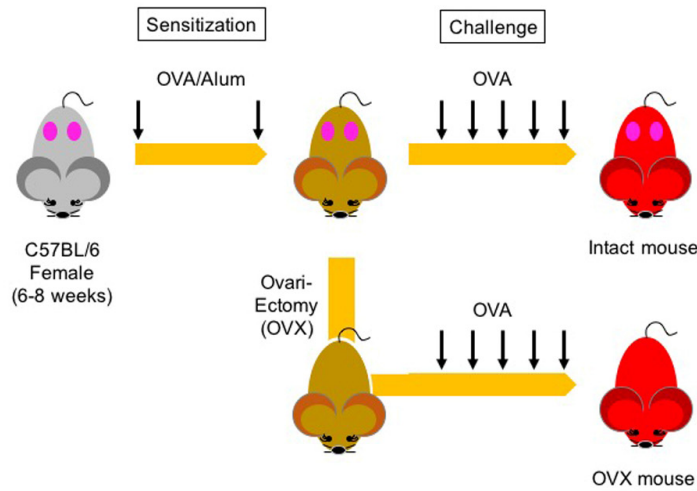 Sensitization
Challenge
OVA/Alum
OVA
C57BL/6
Female
(6-8 weeks)
Intact mouse
Ovari-
Ectomy
(OVX)
OVA
OVX mouse